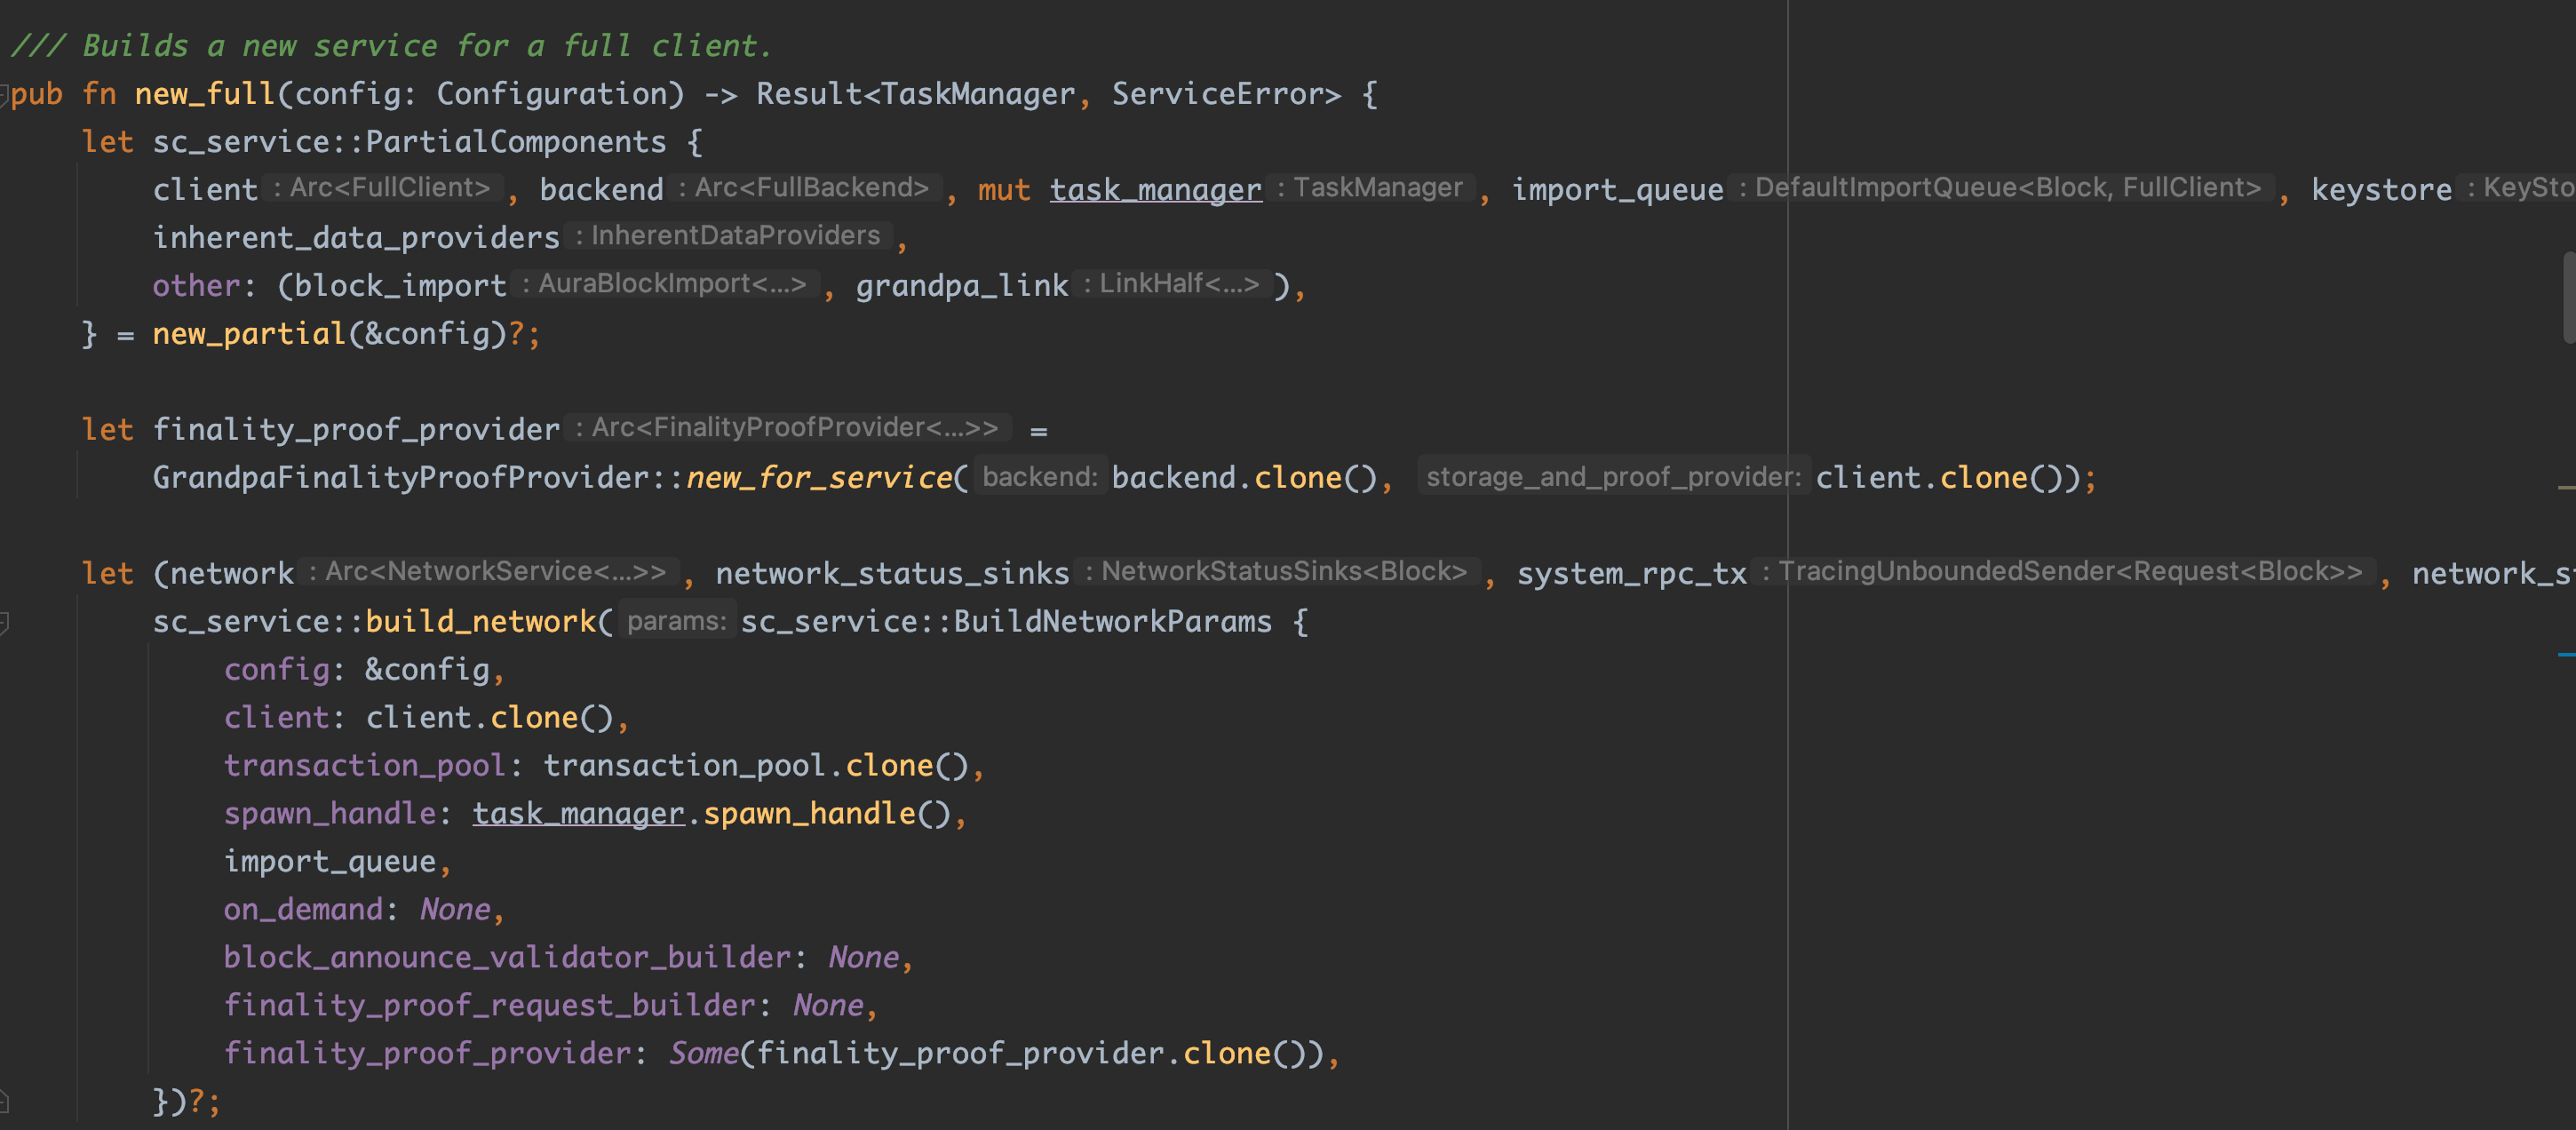 /// Builds a new service for a full client.
pub fn new_full(config: Configuration) -> Result<TaskManager, ServiceError> {
let sc_service::PartialComponents {
client : Arc<FullClient> , backend : Arc<FullBackend> , mut task_manager : TaskManager , import_queue : DefaultImportQueue<Block, FullClient> , keystore
inherent_data_providers : InherentDataProviders ,
other: (block_import : AuraBlockImport<...> , grandpa_link : LinkHalf<...> ),
} = new_partial(&config)?;
let finality_proof_provider : Arc<FinalityProofProvider<...>> =
GrandpaFinalityProofProvider::new_for_service( backend: backend.clone(), storage_and_proof_provider: client.clone());
let (network : Arc<NetworkService<...>> , network_status_sinks : NetworkStatusSinks<Block> , system_rpc_tx : TracingUnboundedSender<Request<Block>> ,
sc_service::build_network( params: sc_service::BuildNetworkParams {
config: &config,
client: client.clone(),
transaction_pool: transaction_pool.clone(),
spawn_handle: task_manager.spawn_handle(),
import_queue,
on_demand: None,
block_announce_validator_builder: None,
finality_proof_request_builder: None,
finality_proof_provider: Some(finality_proof_provider.clone()),
})?;